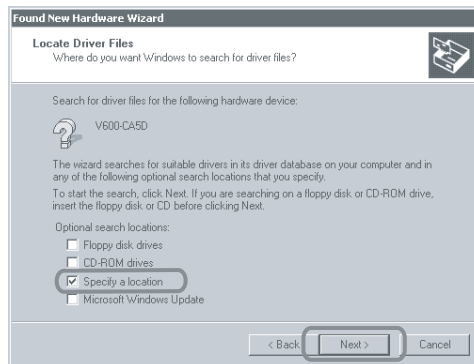 Found New Hardware Wizard
Locate Driver Files
Where do you want Windows to search for driver files?
Search for driver files for the following hardware device:
V600-CA5D
The wizard searches for suitable drivers in its driver database on your computer and in
any of the following optional search locations that you specify.
To start the search, click Next. If you are searching on a floppy disk or CD-ROM drive,
insert the floppy disk or CD before clicking Next.
Optional search locations:
Floppy disk drives
CD-ROM drives
Specify a location
Microsoft Windows Update
< Back Next > Cancel